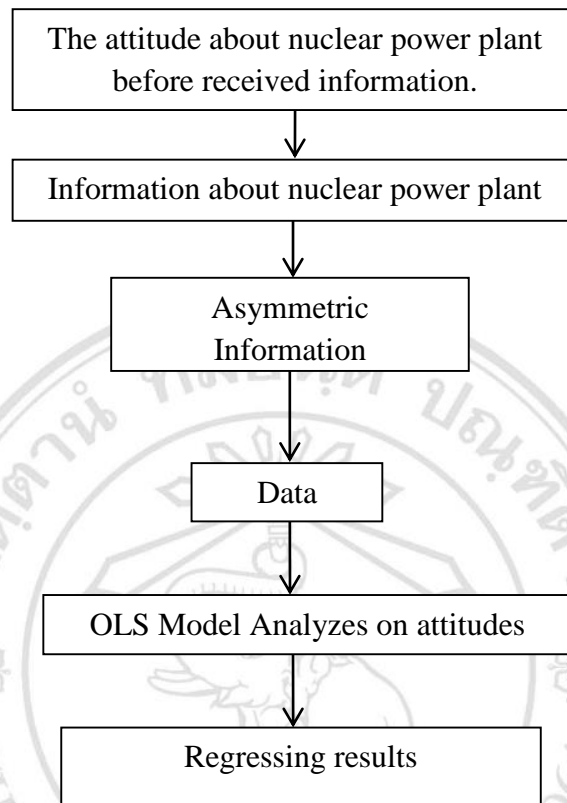 The attitude about nuclear power plant
before received information.
Information about nuclear power plant
Asymmetric
Information
Data
OLS Model Analyzes on attitudes
Regressing results